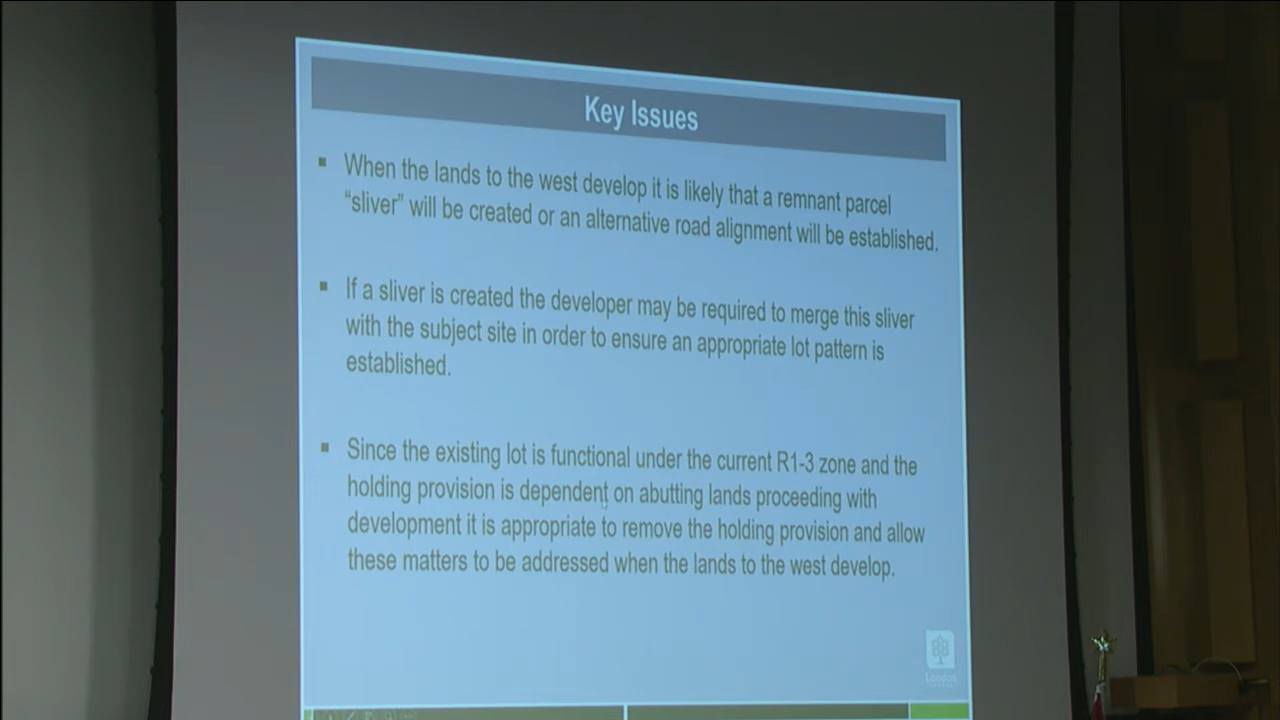 Key Issues
▪ When the lands to the west develop it is likely that a remnant parcel
“sliver” will be created or an alternative road alignment will be established.
▪ If a sliver is created the developer may be required to merge this sliver
with the subject site in order to ensure an appropriate lot pattern is
established.
▪ Since the existing lot is functional under the current R1-3 zone and the
holding provision is dependent on abutting lands proceeding with
development it is appropriate to remove the holding provision and allow
these matters to be addressed when the lands to the west develop.
London